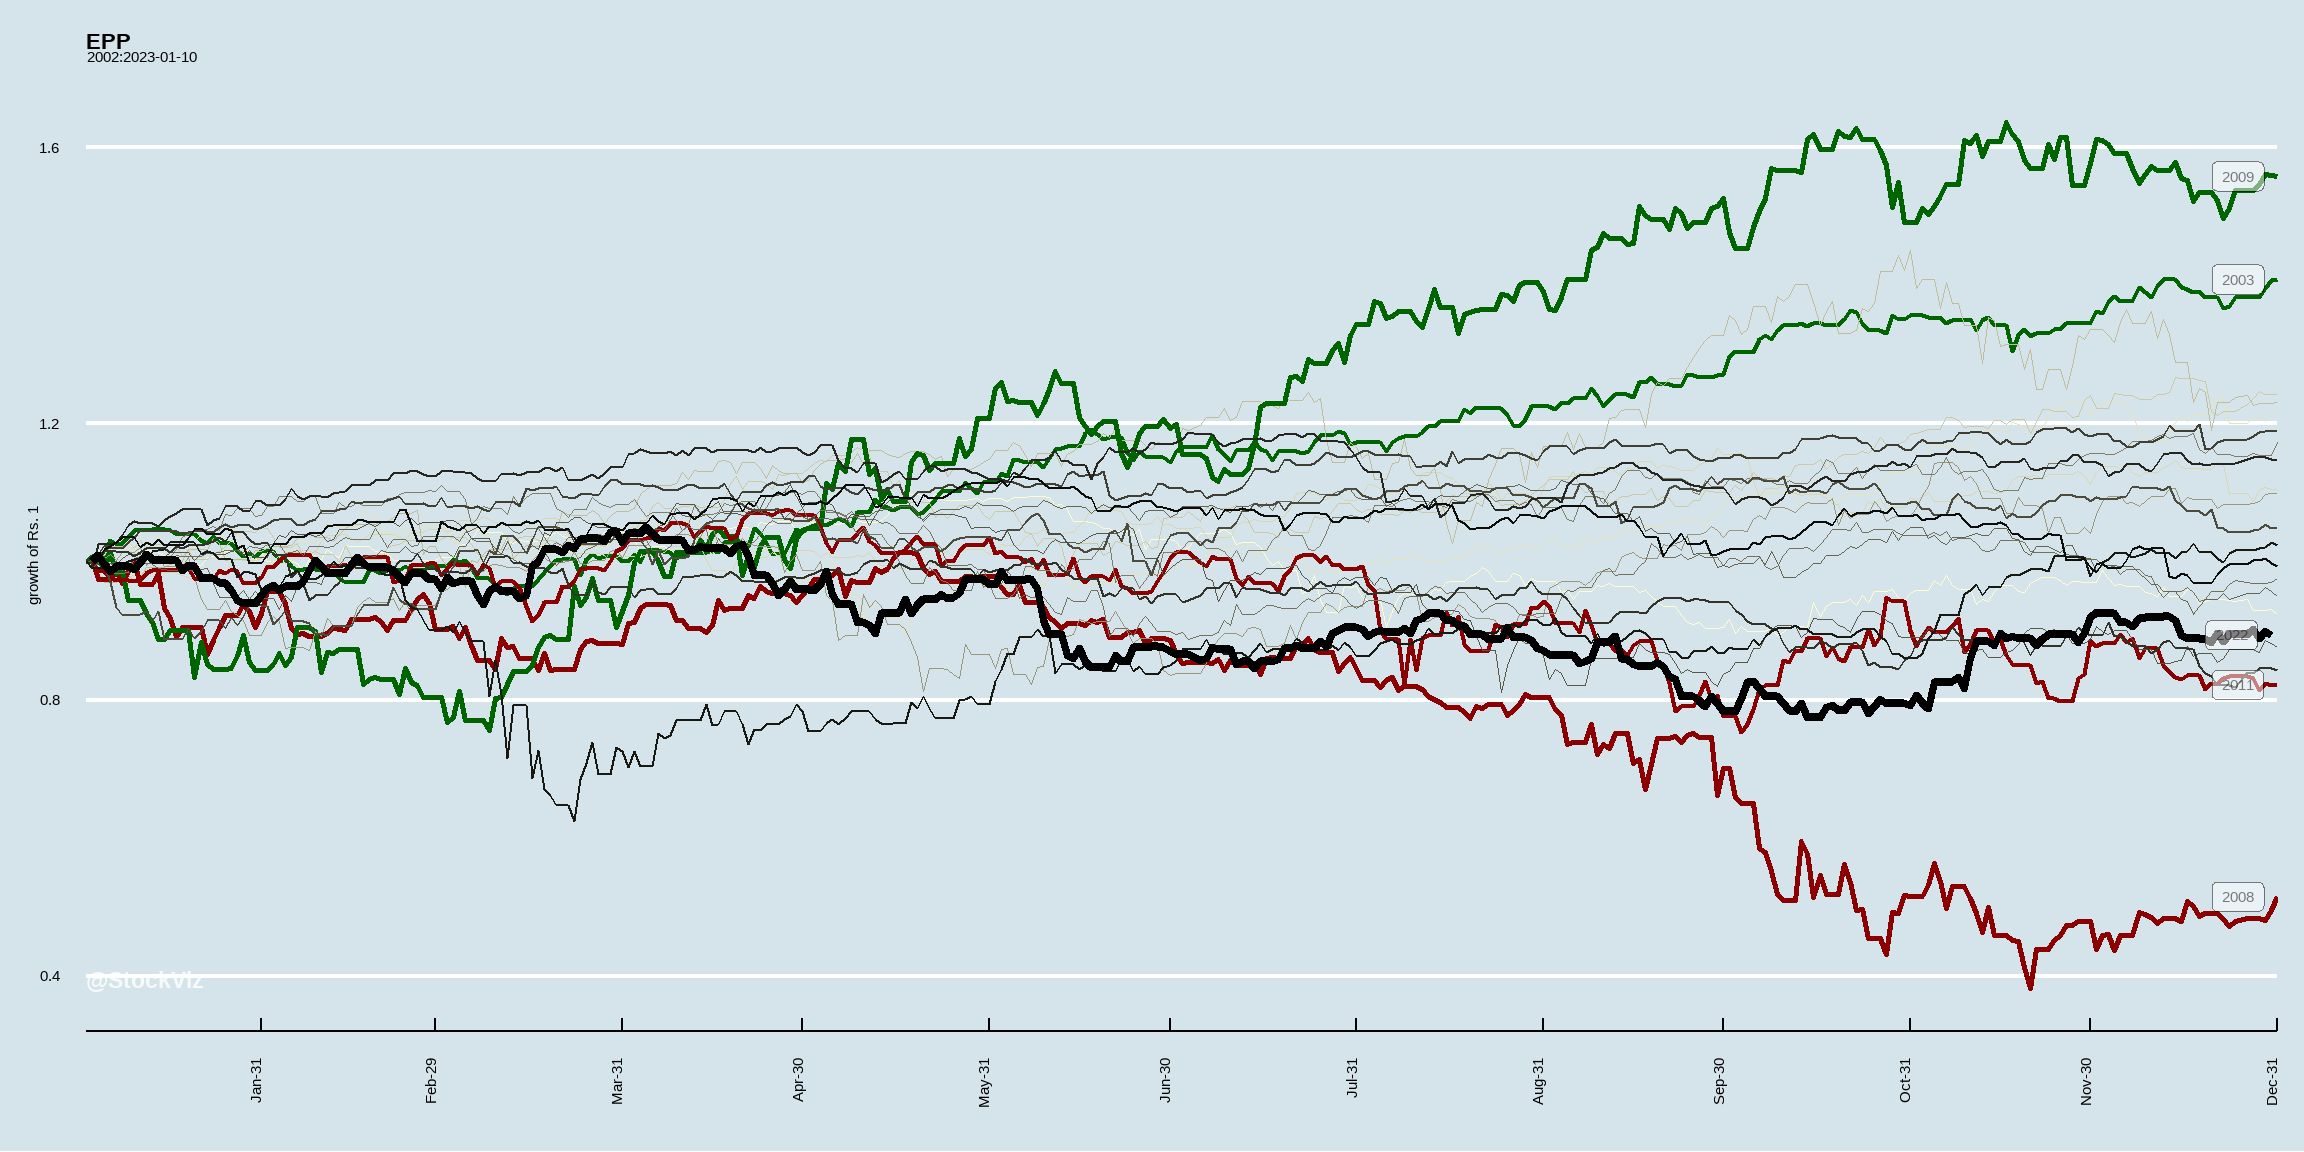 EPP
2002:2023-01-10
1.6
1.2
0.8
0.4
growth of Rs. 1
2009
2003
2022
2011
2008
@StockViz
Jan-31
Feb-29
Mar-31
Apr-30
May-31
Jun-30
Jul-31
Aug-31
Sep-30
Oct-31
Nov-30
Dec-31